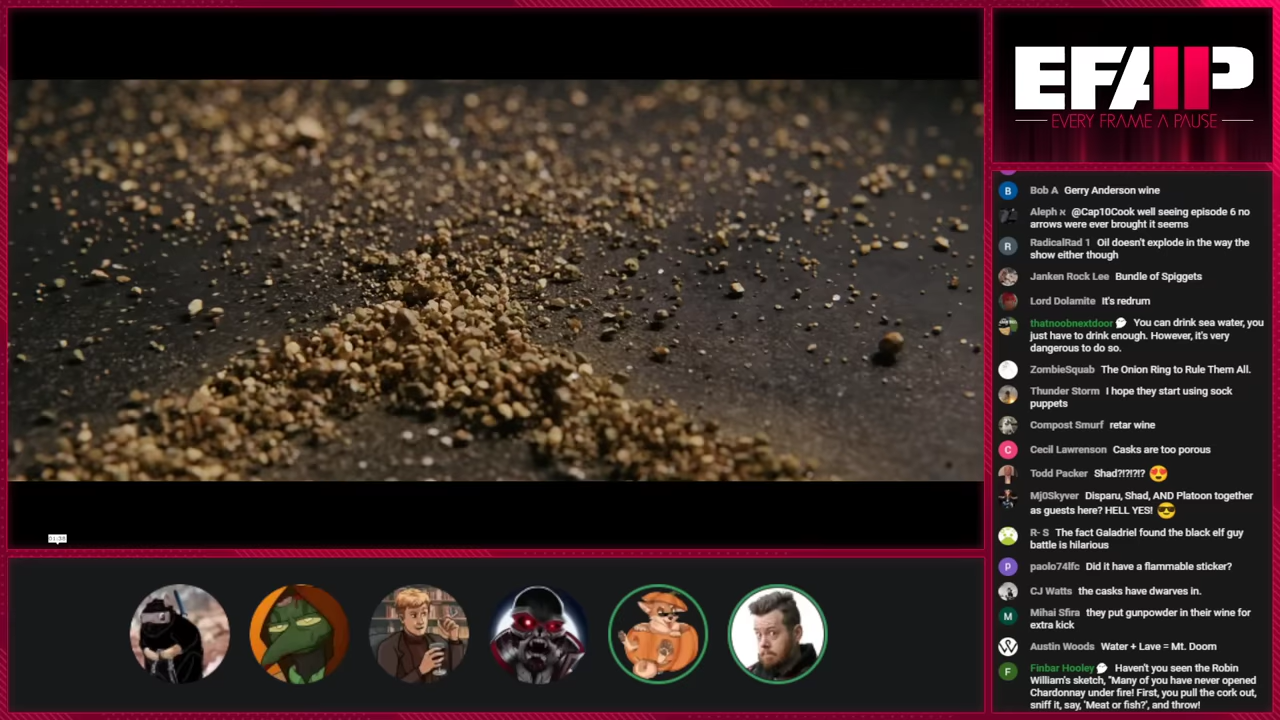 EFAP
EVERY FRAME A PAUSE
B Bob A Gerry Anderson wine
Aleph א @Cap10Cook well seeing episode 6 no
arrows were ever brought it seems
R RadicalRad 1 Oil doesn't explode in the way the
show either though
Janken Rock Lee Bundle of Spiggets
Lord Dolamite It's redrum
thatnoobnextdoor You can drink sea water, you
just have to drink enough. However, it's very
dangerous to do so.
ZombieSquab The Onion Ring to Rule Them All.
Thunder Storm I hope they start using sock
puppets
Compost Smurf retar wine
C Cecil Lawrenson Casks are too porous
Todd Packer Shad?!?!?!? 😍
Mj0Skyver Disparu, Shad, AND Platoon together
as guests here? HELL YES! 😎
R- S The fact Galadriel found the black elf guy
battle is hilarious
p paolo74lfc Did it have a flammable sticker?
CJ Watts the casks have dwarves in.
M Mihai Sfira they put gunpowder in their wine for
extra kick
Austin Woods Water + Lave = Mt. Doom
F Finbar Hooley Haven't you seen the Robin
William's sketch, "Many of you have never opened
Chardonnay under fire! First, you pull the cork out,
sniff it, say, 'Meat or fish?', and throw!